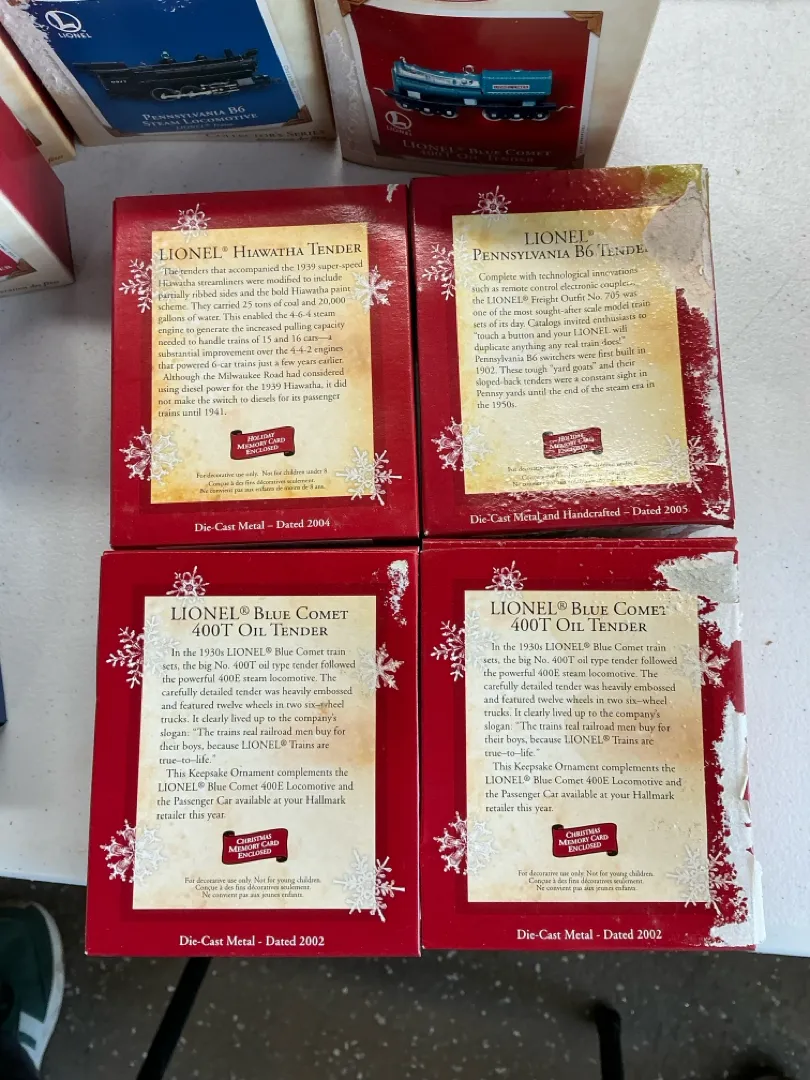 LIONEL
PENNSYLVANIA B6
STEAM LOCOMOTIVE
LIONEL
LIONEL® BLUE COMET
400T OIL TENDER
LIONEL® HIAWATHA TENDER
The tenders that accompanied the 1939 super-speed
Hiawatha streamliners were modified to include
partially ribbed sides and the bold Hiawatha paint
scheme. They carried 25 tons of coal and 20,000
gallons of water. This enabled the 4-6-4 steam
engine to generate the increased pulling capacity
needed to handle trains of 15 and 16 cars—a
substantial improvement over the 4-4-2 engines
that powered 6-car trains just a few years earlier.
Although the Milwaukee Road had considered
using diesel power for the 1939 Hiawatha, it did
not make the switch to diesels for its passenger
trains until 1941.
HOLIDAY
MEMORY CARD
ENCLOSED
For decorative use only. Not for children under 8.
Conçue à des fins décoratives seulement.
Ne convient pas aux enfants de moins de 8 ans.
Die-Cast Metal – Dated 2004
LIONEL®
PENNSYLVANIA B6 TENDE
Complete with technological innovations
such as remote control electronic couple
the LIONEL® Freight Outfit No. 705 was
one of the most sought-after scale model train
sets of its day. Catalogs invited enthusiasts to
"touch a button and your LIONEL will
duplicate anything any real train does!"
Pennsylvania B6 switchers were first built in
1902. These tough "yard goats" and their
sloped-back tenders were a constant sight in
Pennsy yards until the end of the steam era in
the 1950s.
HOLIDAY
MEMORY CARD
ENCLOSED
Die-Cast Metal and Handcrafted – Dated 2005
LIONEL® BLUE COMET
400T OIL TENDER
In the 1930s LIONEL® Blue Comet train
sets, the big No. 400T oil type tender followed
the powerful 400E steam locomotive. The
carefully detailed tender was heavily embossed
and featured twelve wheels in two six–wheel
trucks. It clearly lived up to the company's
slogan: "The trains real railroad men buy for
their boys, because LIONEL® Trains are
true–to–life."
This Keepsake Ornament complements the
LIONEL® Blue Comet 400E Locomotive and
the Passenger Car available at your Hallmark
retailer this year.
CHRISTMAS
MEMORY CARD
ENCLOSED
For decorative use only. Not for young children.
Conçue à des fins décoratives seulement.
Ne convient pas aux jeunes enfants.
Die-Cast Metal - Dated 2002
LIONEL® BLUE COMET
400T OIL TENDER
In the 1930s LIONEL® Blue Comet train
sets, the big No. 400T oil type tender followed
the powerful 400E steam locomotive. The
carefully detailed tender was heavily embossed
and featured twelve wheels in two six–wheel
trucks. It clearly lived up to the company's
slogan: "The trains real railroad men buy for
their boys, because LIONEL® Trains are
true–to–life."
This Keepsake Ornament complements the
LIONEL® Blue Comet 400E Locomotive and
the Passenger Car available at your Hallmark
retailer this year.
CHRISTMAS
MEMORY CARD
ENCLOSED
For decorative use only. Not for young children.
Conçue à des fins décoratives seulement.
Ne convient pas aux jeunes enfants.
Die-Cast Metal - Dated 2002